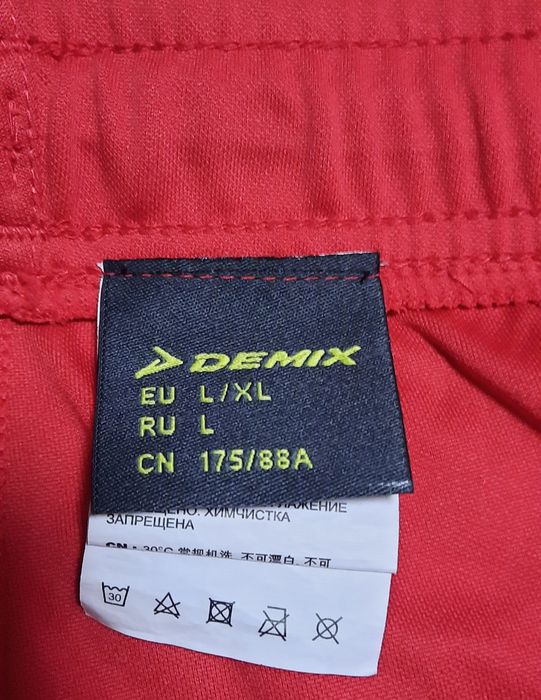 DEMIX
EU L/XL
RU L
CN 175/88A
ЗАПРЕЩЕНА
ХИМЧИСТКА
CN: 30°C 常规机洗, 不可漂白, 不可
30